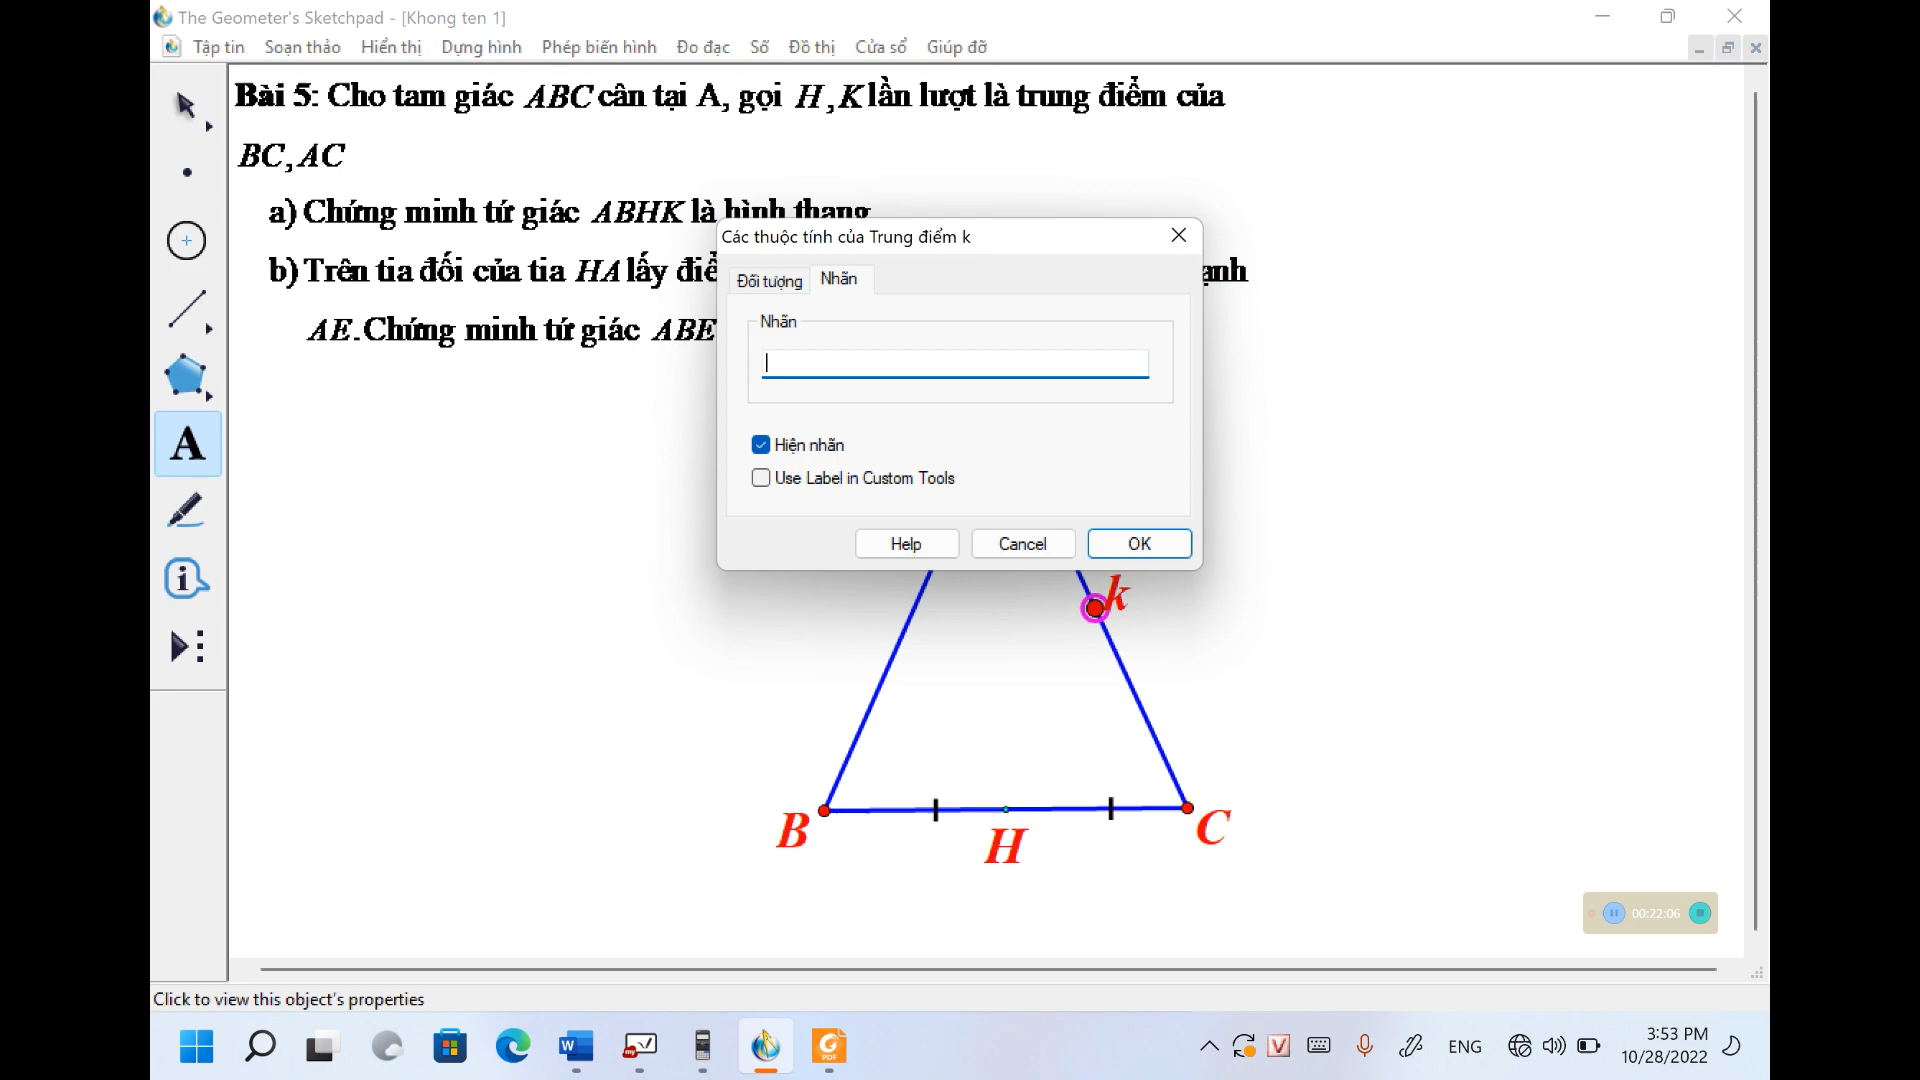 The Geometer's Sketchpad - [Khong ten 1]
Tập tin Soạn thảo Hiển thị Dựng hình Phép biến hình Đo đạc Số Đồ thị Cửa sổ Giúp đỡ
Bài 5: Cho tam giác ABC cân tại A, gọi H,K lần lượt là trung điểm của
BC,AC
a) Chứng minh tứ giác ABHK là hình thang
b) Trên tia đối của tia HA lấy
AE.Chứng minh tứ giác ABE
Các thuộc tính của Trung điểm k
Đối tượng Nhãn
Nhãn
Hiện nhãn
Use Label in Custom Tools
Help Cancel OK
k
B
H
C
A
00:22:06
Click to view this object's properties
ENG
3:53 PM
10/28/2022